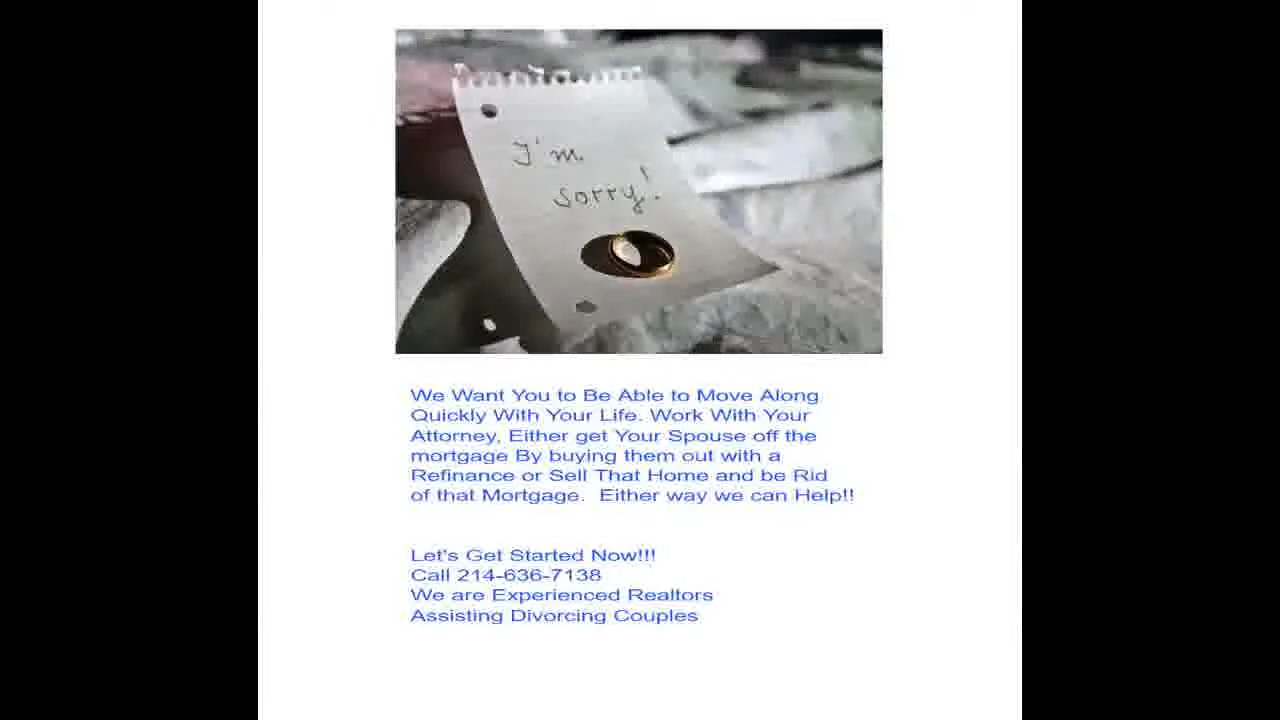 I'm
sorry!
We Want You to Be Able to Move Along
Quickly With Your Life. Work With Your
Attorney, Either get Your Spouse off the
mortgage By buying them out with a
Refinance or Sell That Home and be Rid
of that Mortgage.  Either way we can Help!!
Let's Get Started Now!!!
Call 214-636-7138
We are Experienced Realtors
Assisting Divorcing Couples